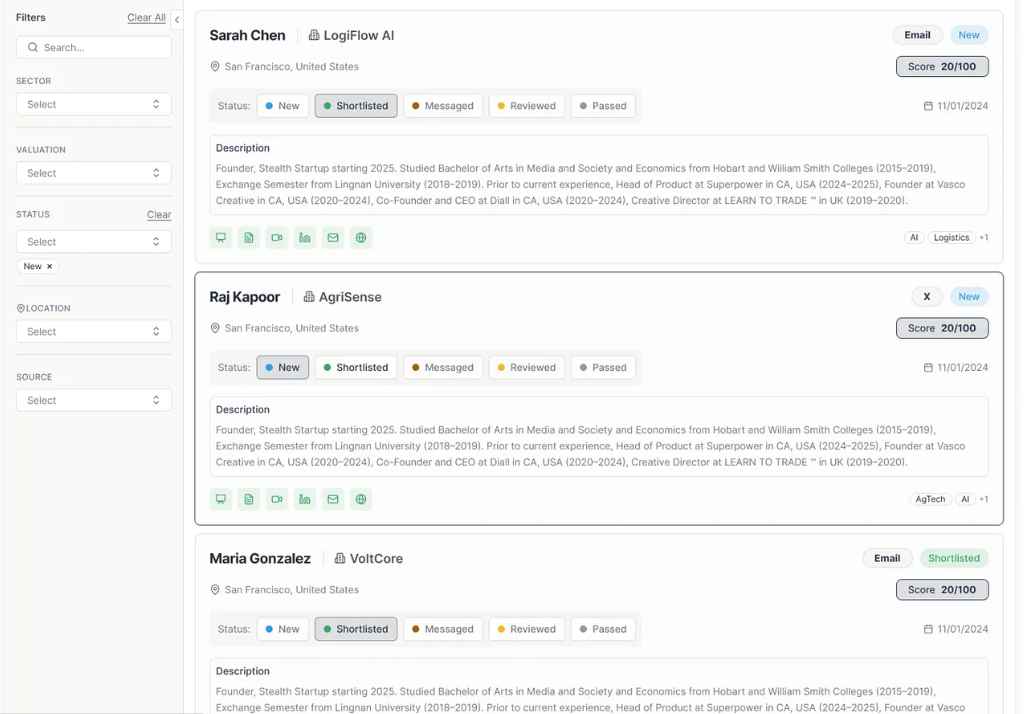 Filters
Clear All
Search...
SECTOR
Select
VALUATION
Select
STATUS
Clear
Select
New ×
LOCATION
Select
SOURCE
Select
Sarah Chen LogiFlow AI Email New
San Francisco, United States Score 20/100
Status: New Shortlisted Messaged Reviewed Passed 11/01/2024
Description
Founder, Stealth Startup starting 2025. Studied Bachelor of Arts in Media and Society and Economics from Hobart and William Smith Colleges (2015–2019),
Exchange Semester from Lingnan University (2018–2019). Prior to current experience, Head of Product at Superpower in CA, USA (2024–2025), Founder at Vasco
Creative in CA, USA (2020–2024), Co-Founder and CEO at Diall in CA, USA (2020–2024), Creative Director at LEARN TO TRADE ™ in UK (2019–2020).
AI Logistics +1
Raj Kapoor AgriSense X New
San Francisco, United States Score 20/100
Status: New Shortlisted Messaged Reviewed Passed 11/01/2024
Description
Founder, Stealth Startup starting 2025. Studied Bachelor of Arts in Media and Society and Economics from Hobart and William Smith Colleges (2015–2019),
Exchange Semester from Lingnan University (2018–2019). Prior to current experience, Head of Product at Superpower in CA, USA (2024–2025), Founder at Vasco
Creative in CA, USA (2020–2024), Co-Founder and CEO at Diall in CA, USA (2020–2024), Creative Director at LEARN TO TRADE ™ in UK (2019–2020).
AgTech AI +1
Maria Gonzalez VoltCore Email Shortlisted
San Francisco, United States Score 20/100
Status: New Shortlisted Messaged Reviewed Passed 11/01/2024
Description
Founder, Stealth Startup starting 2025. Studied Bachelor of Arts in Media and Society and Economics from Hobart and William Smith Colleges (2015–2019),
Exchange Semester from Lingnan University (2018–2019). Prior to current experience, Head of Product at Superpower in CA, USA (2024–2025), Founder at Vasco